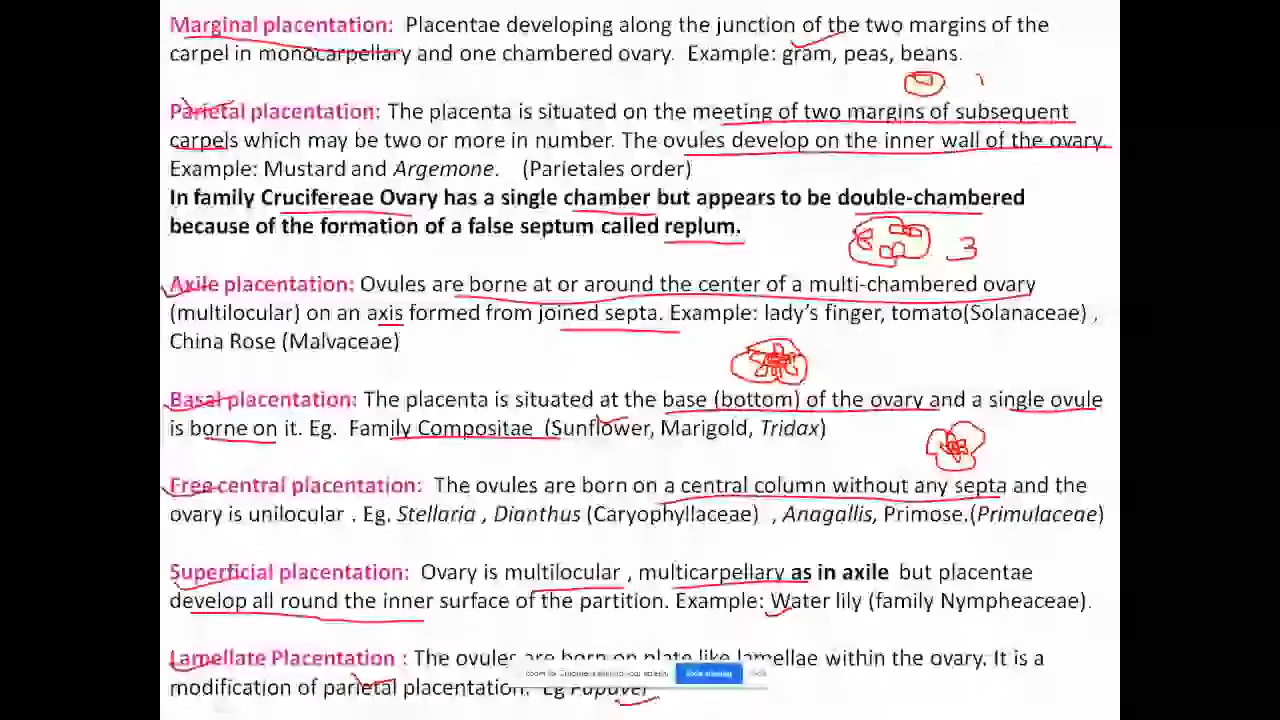 Marginal placentation: Placentae developing along the junction of the two margins of the
carpel in monocarpellary and one chambered ovary. Example: gram, peas, beans.
Parietal placentation: The placenta is situated on the meeting of two margins of subsequent
carpels which may be two or more in number. The ovules develop on the inner wall of the ovary.
Example: Mustard and Argemone. (Parietales order)
In family Crucifereae Ovary has a single chamber but appears to be double-chambered
because of the formation of a false septum called replum.
3
Axile placentation: Ovules are borne at or around the center of a multi-chambered ovary
(multilocular) on an axis formed from joined septa. Example: lady’s finger, tomato(Solanaceae) ,
China Rose (Malvaceae)
Basal placentation: The placenta is situated at the base (bottom) of the ovary and a single ovule
is borne on it. Eg. Family Compositae (Sunflower, Marigold, Tridax)
Free central placentation: The ovules are born on a central column without any septa and the
ovary is unilocular . Eg. Stellaria , Dianthus (Caryophyllaceae) , Anagallis, Primose.(Primulaceae)
Superficial placentation: Ovary is multilocular , multicarpellary as in axile but placentae
develop all round the inner surface of the partition. Example: Water lily (family Nympheaceae).
Lamellate Placentation : The ovules are born on plate like lamellae within the ovary. It is a
modification of parietal placentation. Eg Papaver